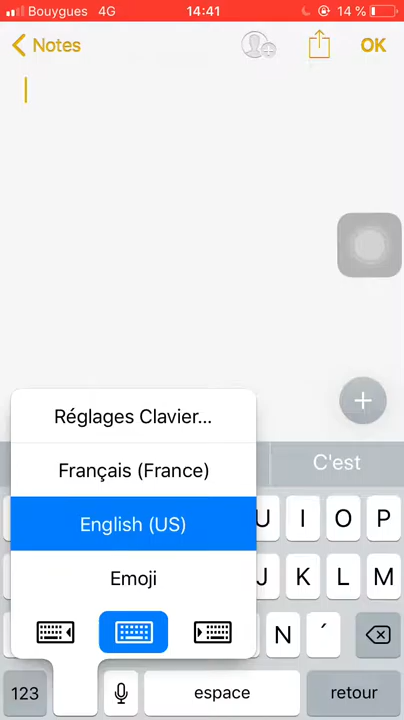 Bouygues 4G 14:41 14 %
Notes OK
Réglages Clavier...
Français (France)
C'est
English (US)
U I O P
Emoji
J K L M
N ´
123 espace retour